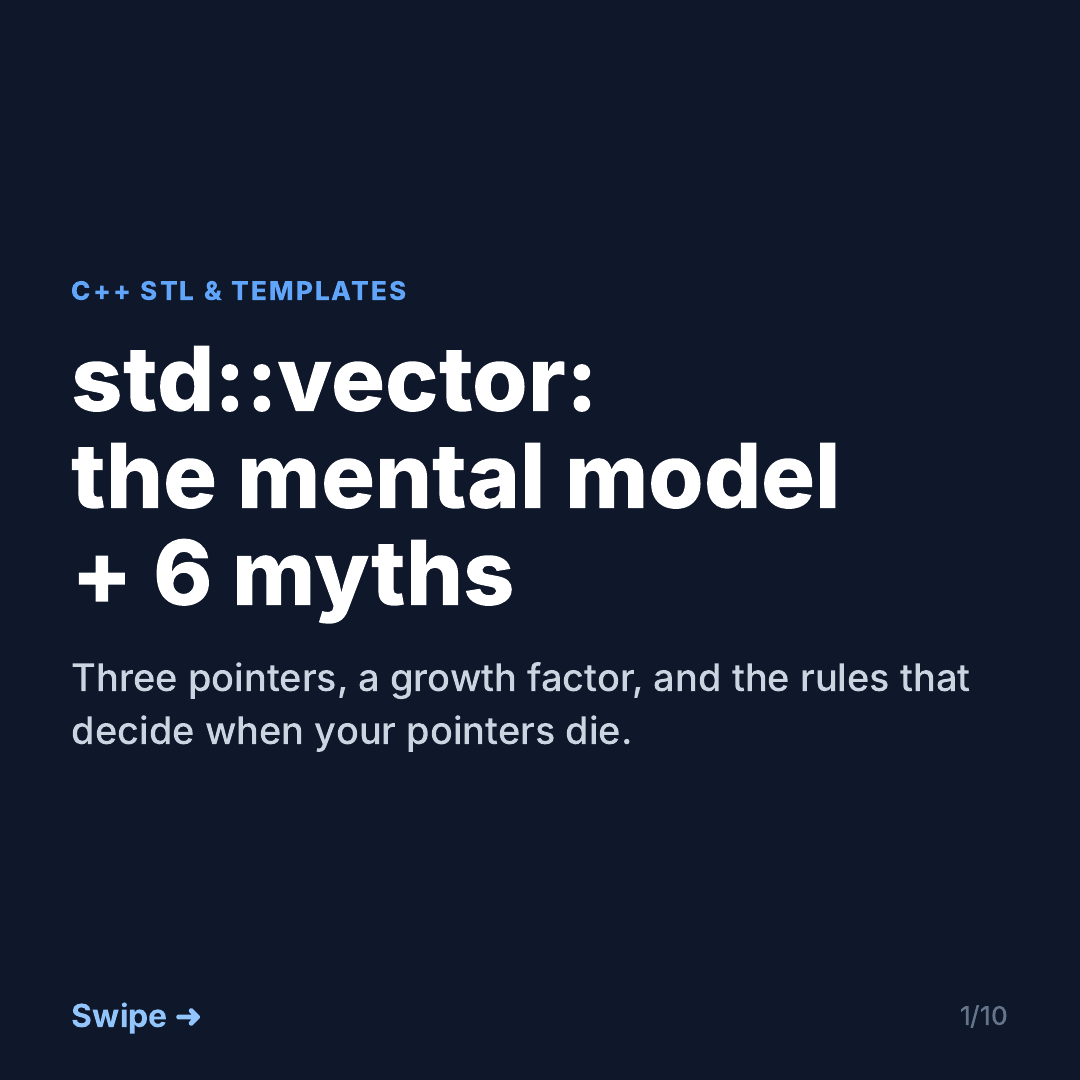 C++ STL & TEMPLATES
std::vector:
the mental model
+ 6 myths
Three pointers, a growth factor, and the rules that
decide when your pointers die.
Swipe ➜
1/10